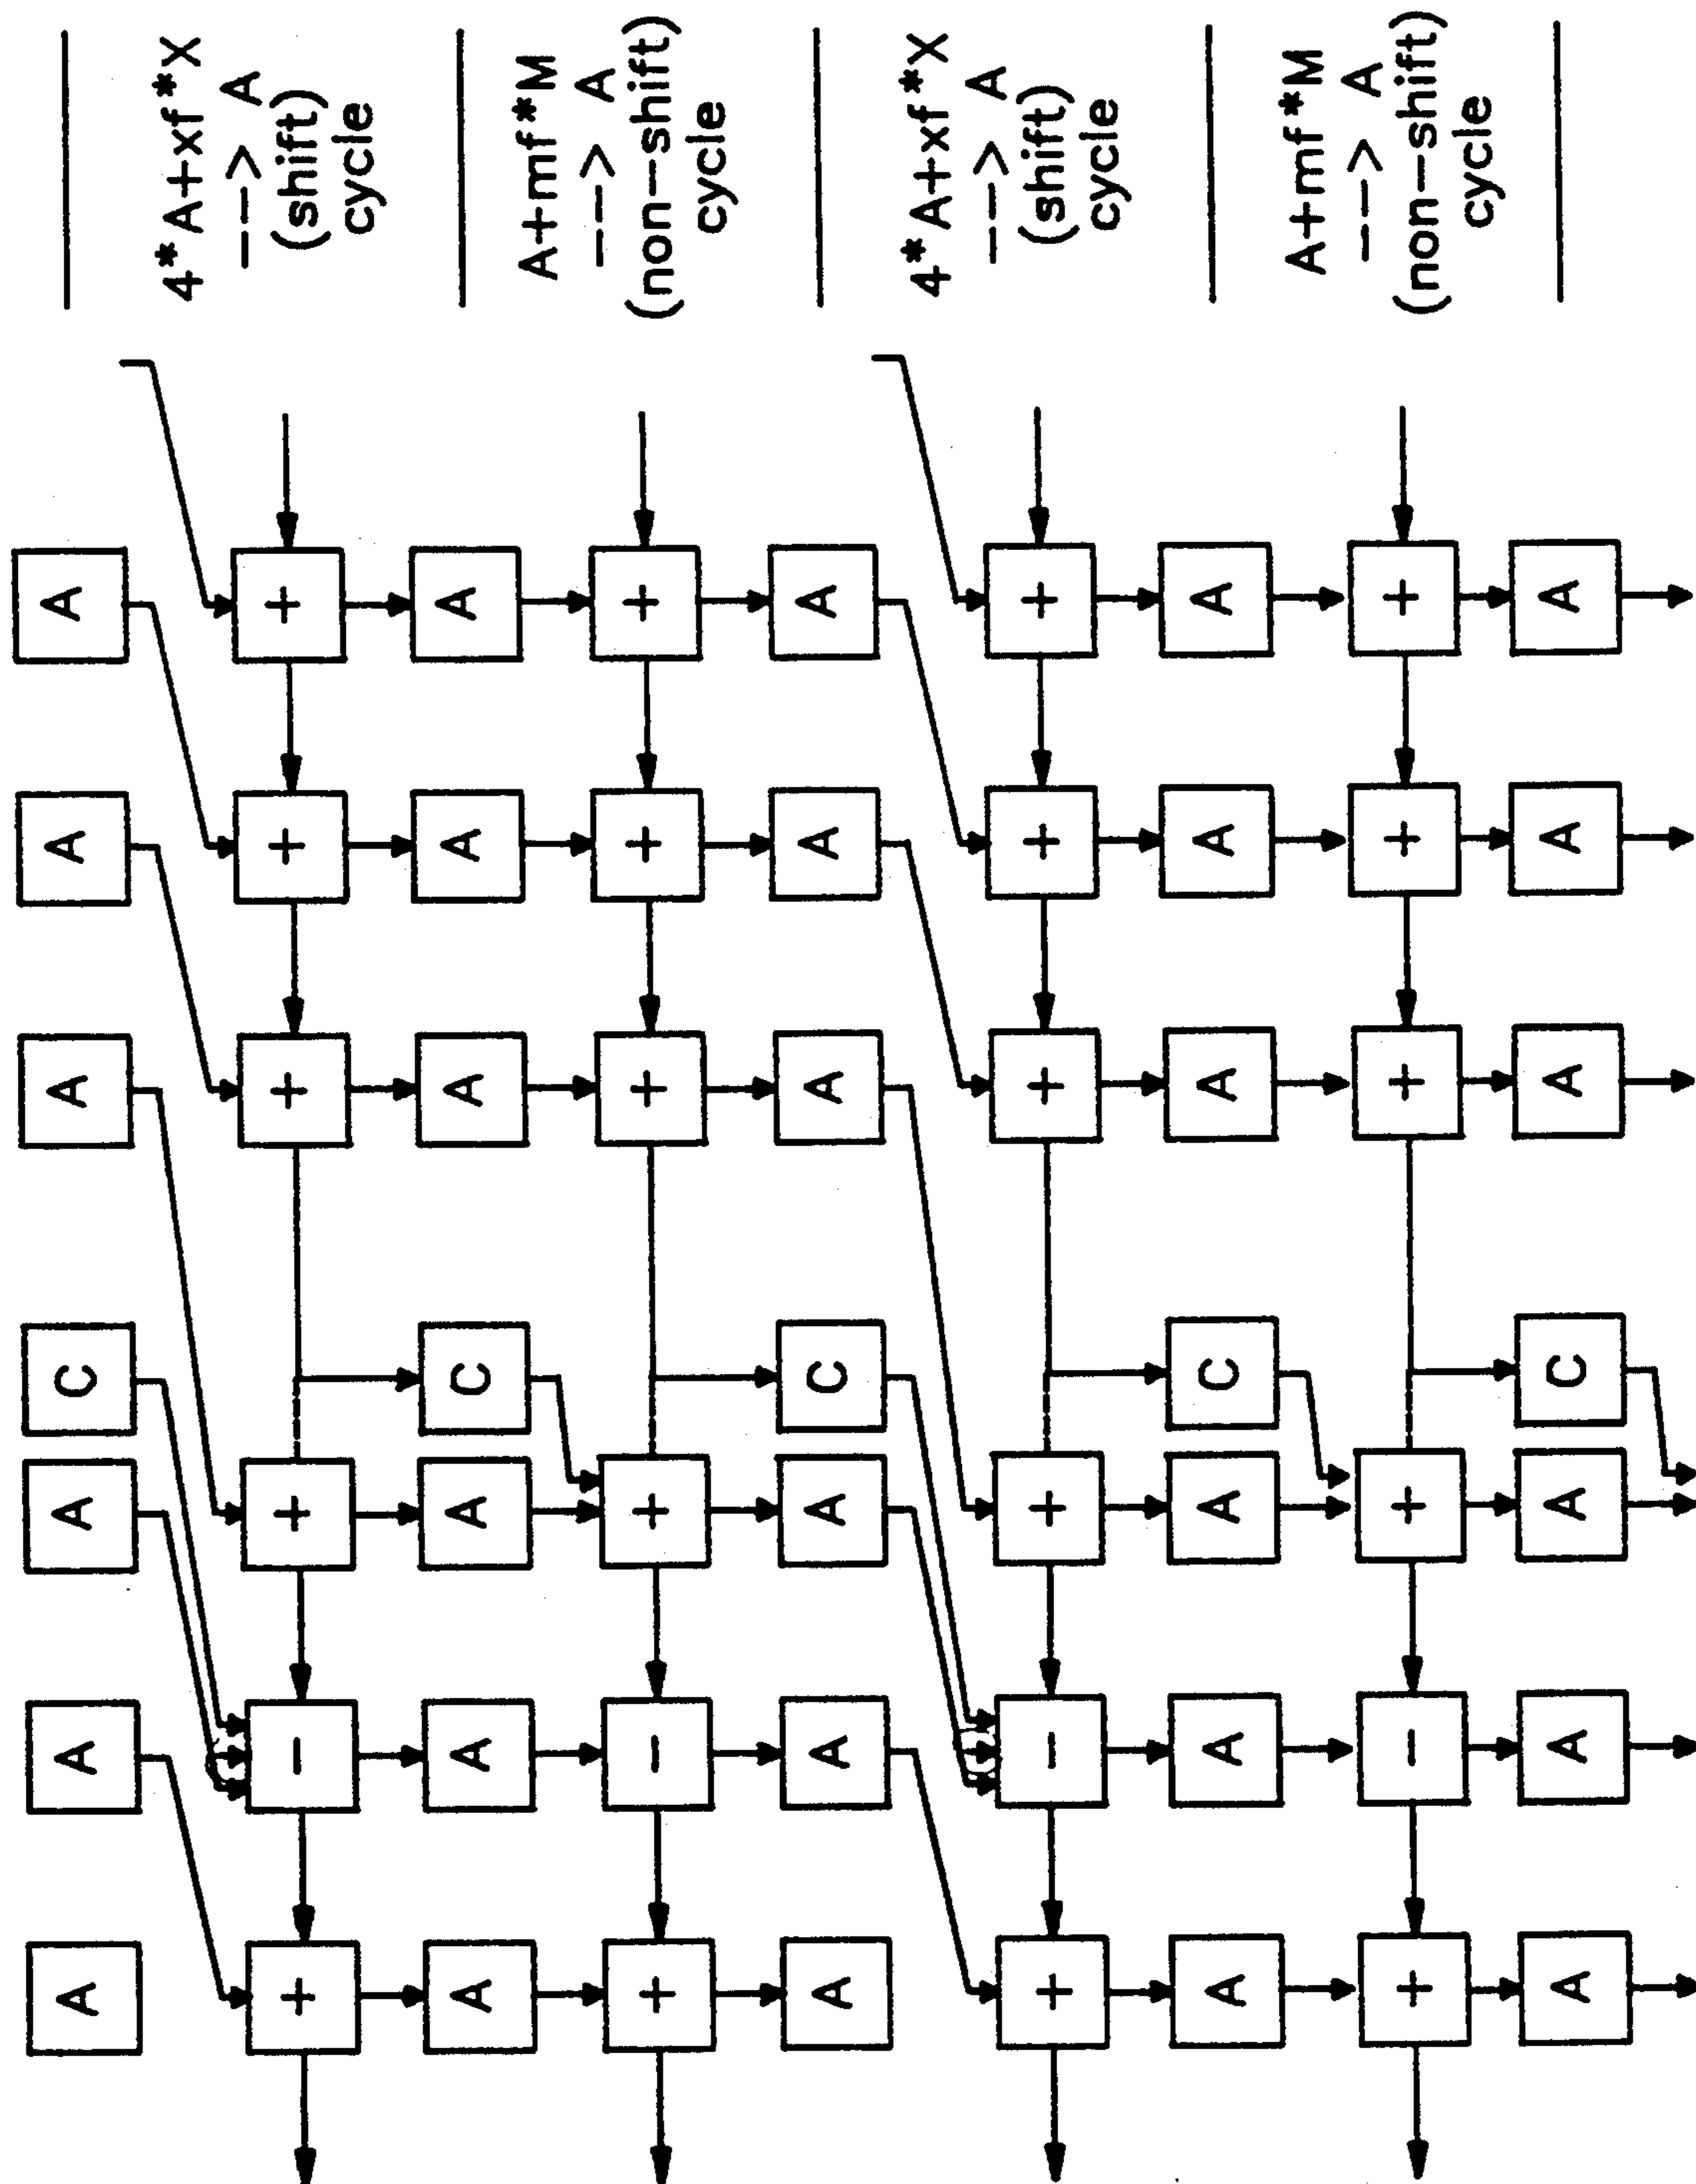 A A A C A A A
4*A+xf*X
--> A
(shift)
cycle
+ - + + + +
A A A C A A A
A+mf*M
--> A
(non-shift)
cycle
+ - + + + +
A A A C A A A
4*A+xf*X
--> A
(shift)
cycle
+ - + + + +
A A A C A A A
A+mf*M
--> A
(non-shift)
cycle
+ - + + + +
A A A C A A A